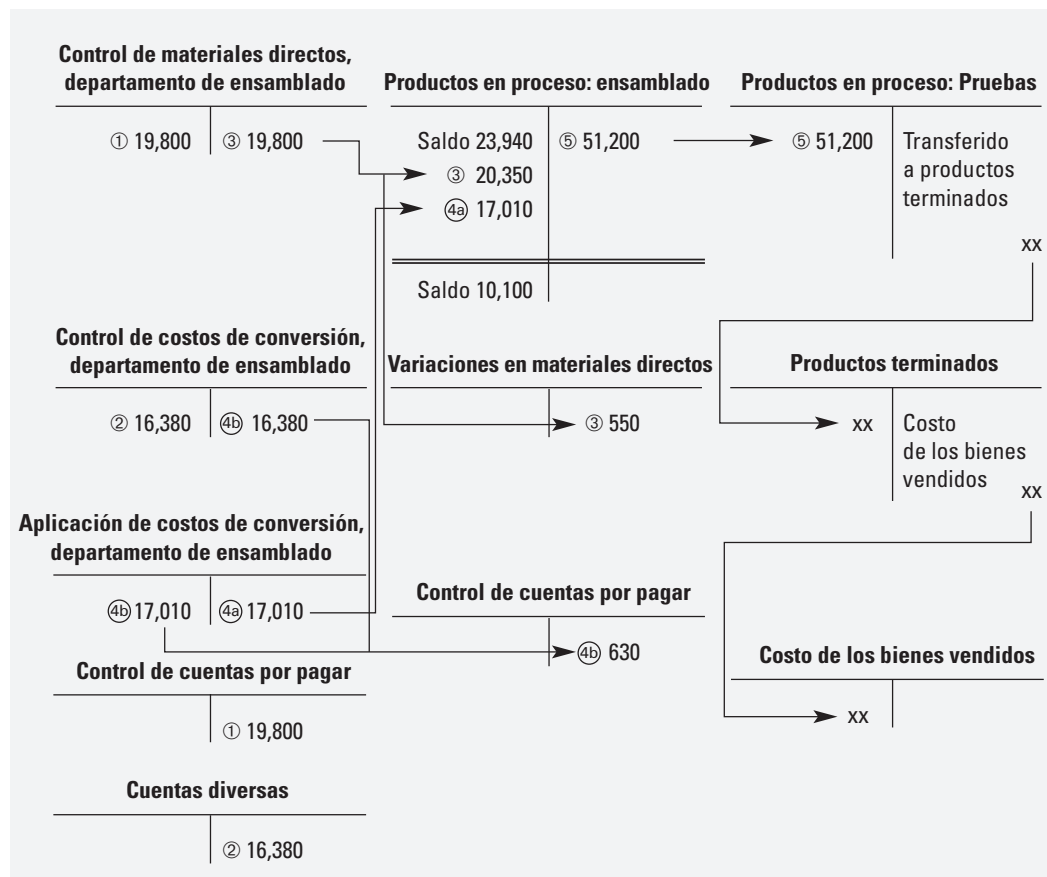 Control de materiales directos,
departamento de ensamblado
① 19,800
③ 19,800
Productos en proceso: ensamblado
Saldo 23,940
⑤ 51,200
③ 20,350
4a 17,010
Saldo 10,100
Productos en proceso: Pruebas
⑤ 51,200
Transferido
a productos
terminados
xx
Control de costos de conversión,
departamento de ensamblado
② 16,380
4b 16,380
Variaciones en materiales directos
③ 550
Productos terminados
xx
Costo
de los bienes
vendidos
xx
Aplicación de costos de conversión,
departamento de ensamblado
4b 17,010
4a 17,010
Control de cuentas por pagar
4b 630
Costo de los bienes vendidos
xx
Control de cuentas por pagar
① 19,800
Cuentas diversas
② 16,380